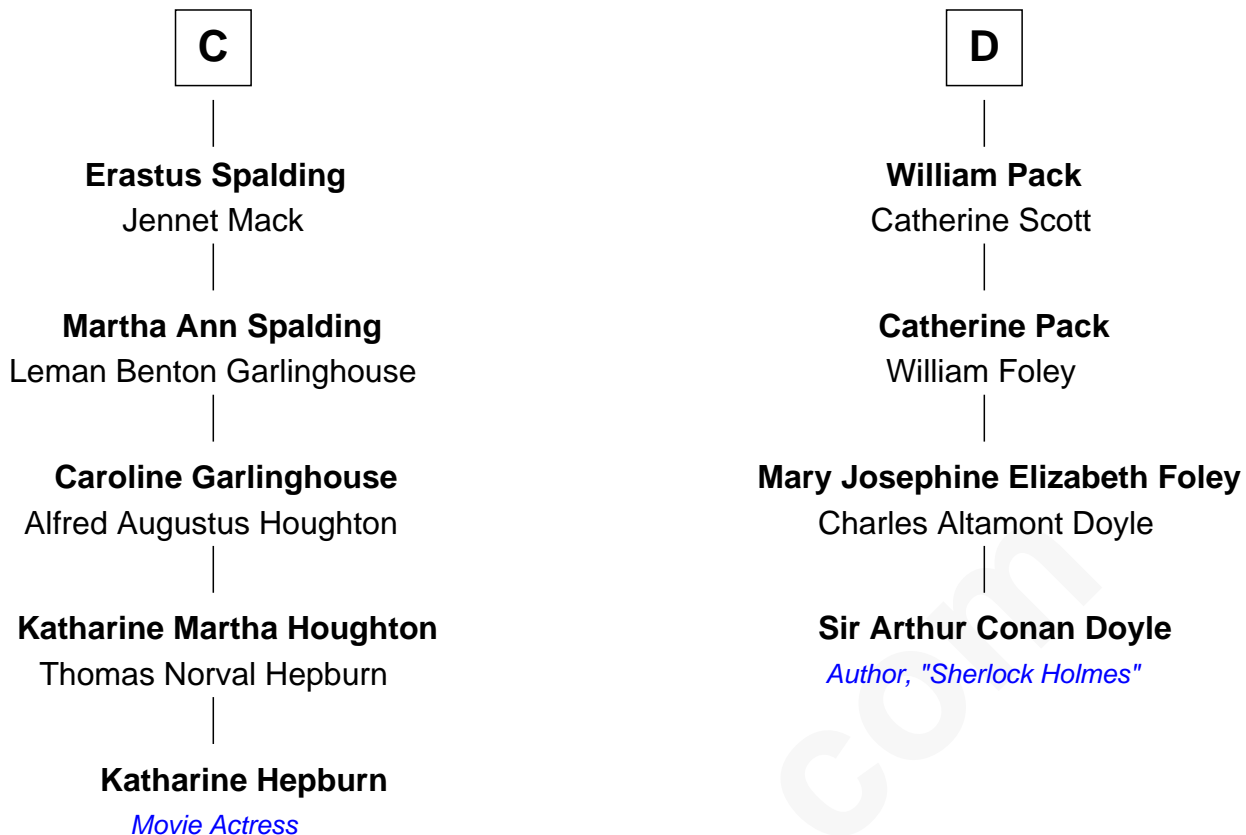 C
Erastus Spalding
Jennet Mack
Martha Ann Spalding
Leman Benton Garlinghouse
Caroline Garlinghouse
Alfred Augustus Houghton
Katharine Martha Houghton
Thomas Norval Hepburn
Katharine Hepburn
Movie Actress
D
William Pack
Catherine Scott
Catherine Pack
William Foley
Mary Josephine Elizabeth Foley
Charles Altamont Doyle
Sir Arthur Conan Doyle
Author, "Sherlock Holmes"
com